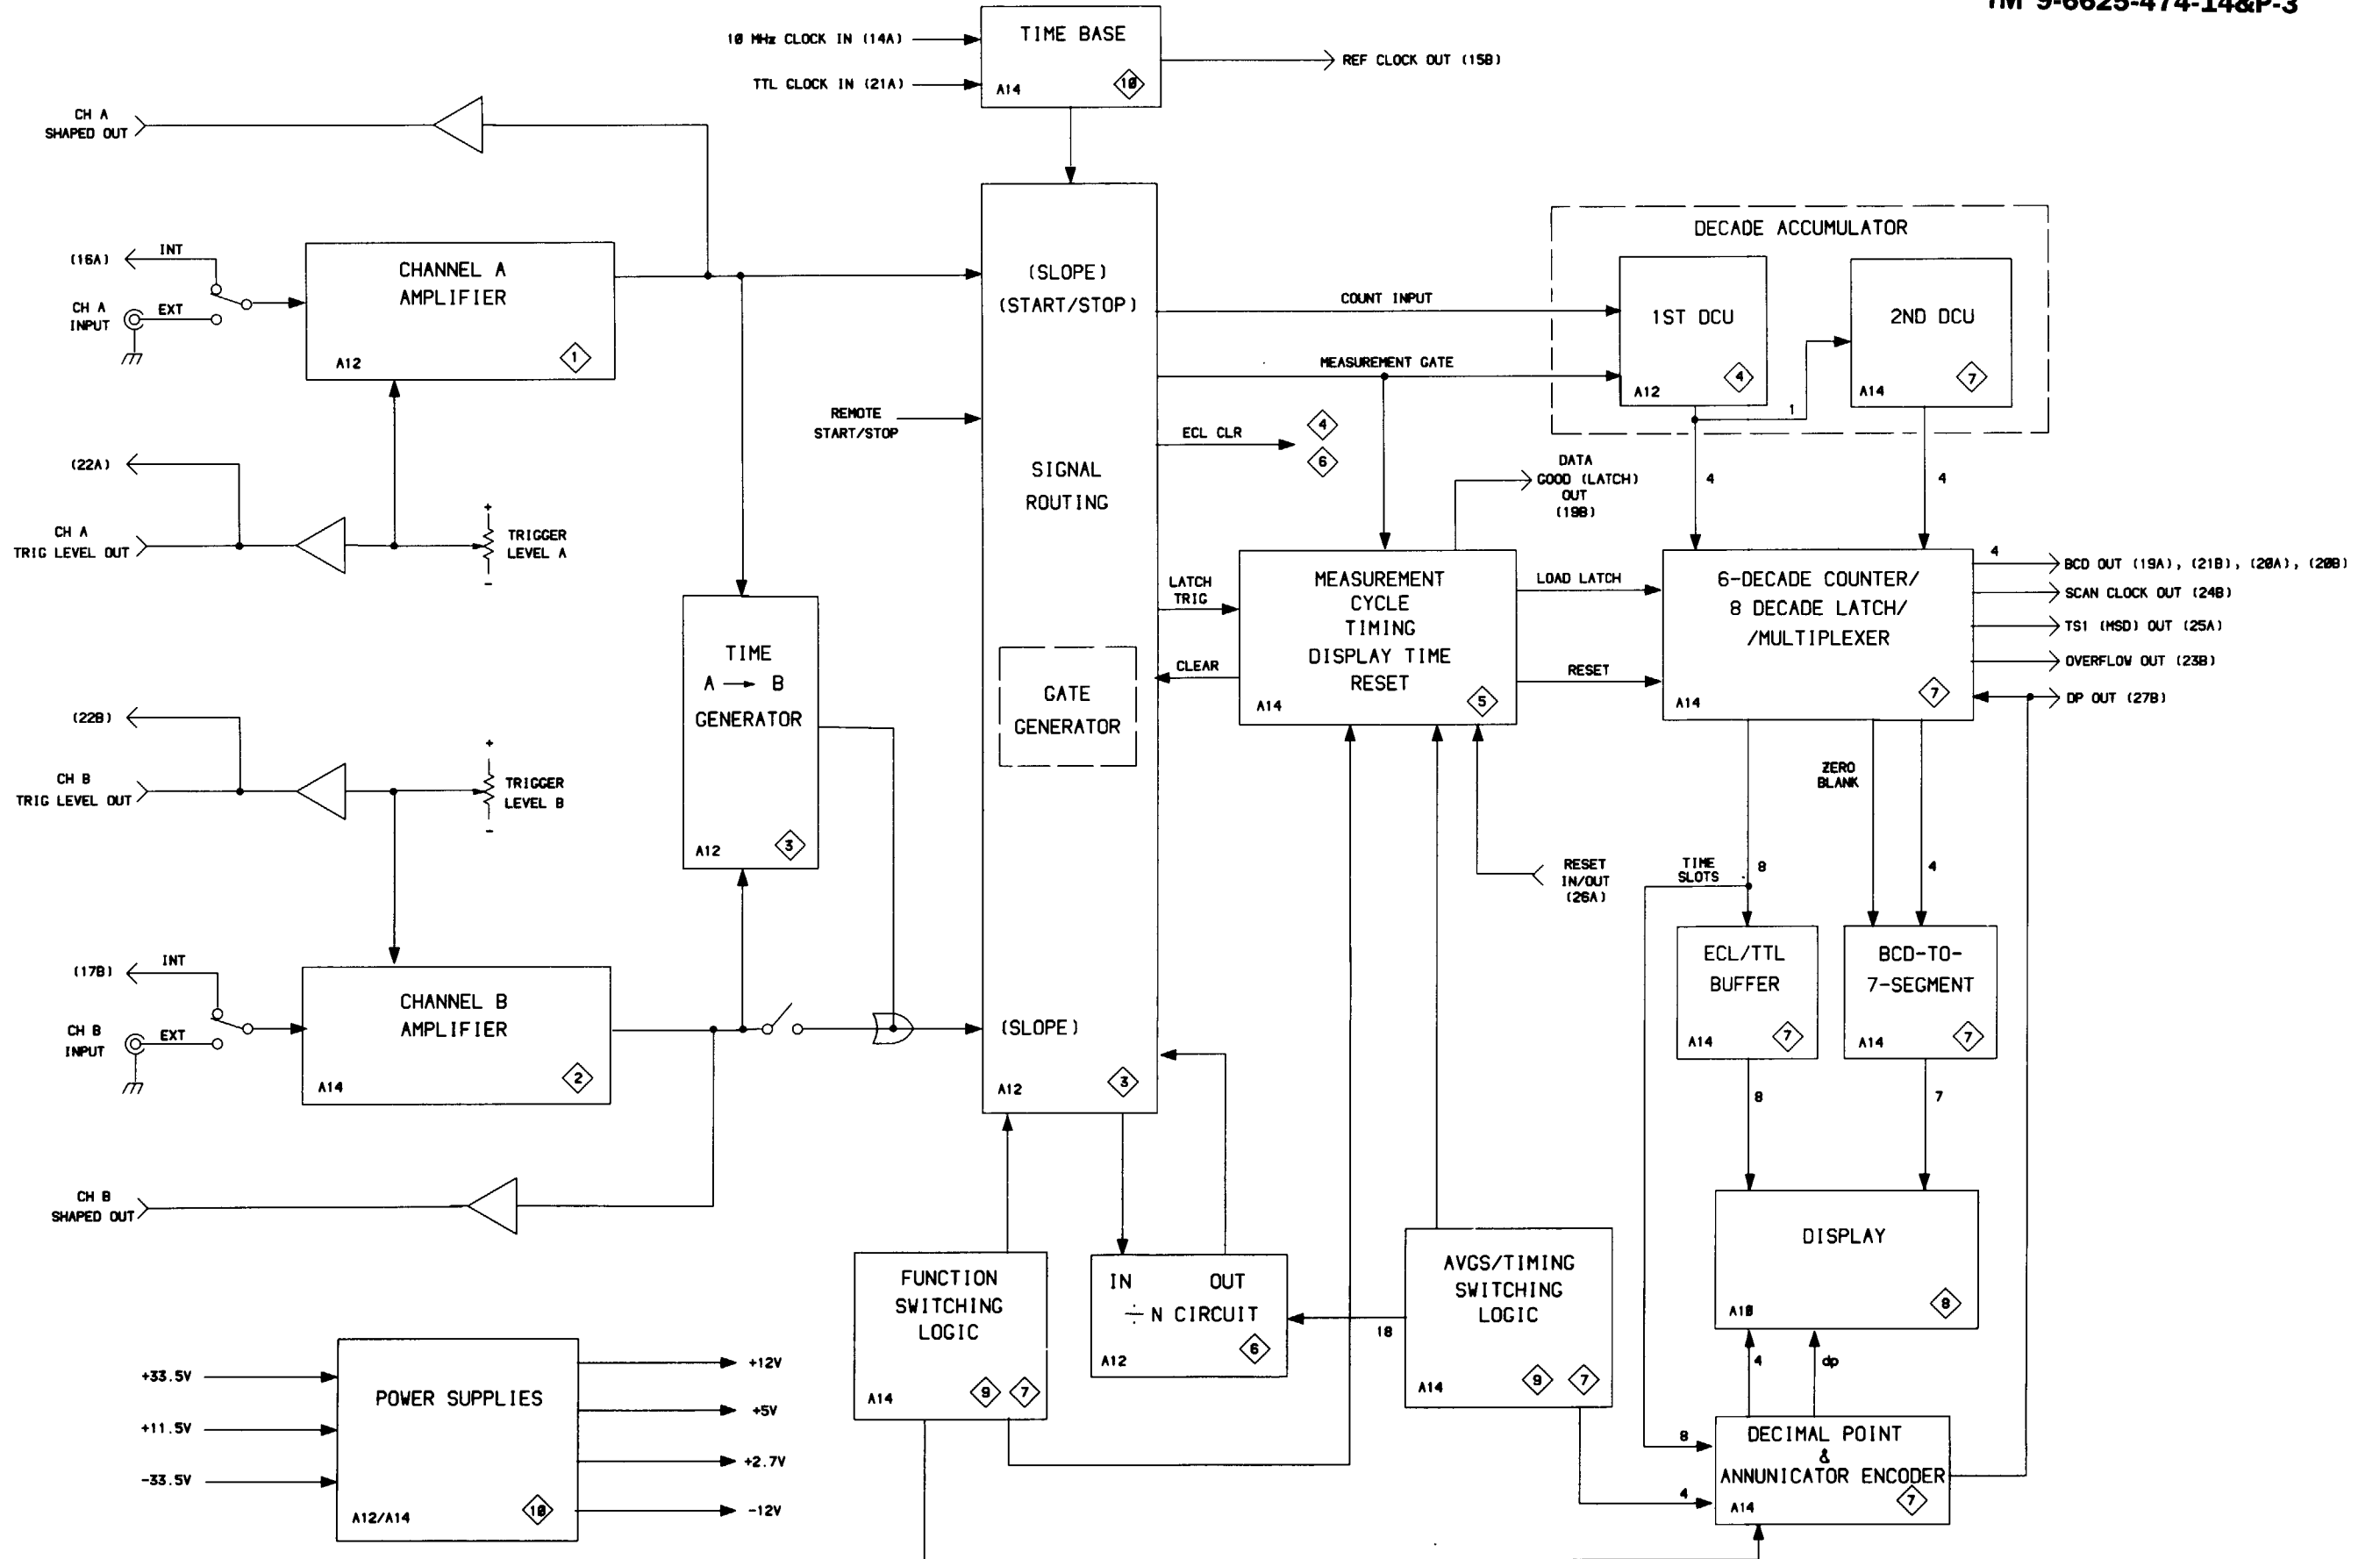 TM 9-6625-474-14&P-3
10 MHz CLOCK IN (14A)
TTL CLOCK IN (21A)
TIME BASE
A14
10
REF CLOCK OUT (15B)
CH A
SHAPED OUT
(16A)
INT
CH A
INPUT
EXT
CHANNEL A
AMPLIFIER
A12
1
(22A)
CH A
TRIG LEVEL OUT
+
TRIGGER
LEVEL A
-
REMOTE
START/STOP
(SLOPE)
(START/STOP)
SIGNAL
ROUTING
GATE
GENERATOR
(SLOPE)
A12
3
COUNT INPUT
MEASUREMENT GATE
ECL CLR
4
6
DECADE ACCUMULATOR
1ST DCU
A12
4
1
2ND DCU
A14
7
4
4
DATA
GOOD (LATCH)
OUT
(19B)
LATCH
TRIG
CLEAR
MEASUREMENT
CYCLE
TIMING
DISPLAY TIME
RESET
A14
5
LOAD LATCH
RESET
6-DECADE COUNTER/
8 DECADE LATCH/
/MULTIPLEXER
A14
7
4
BCD OUT (19A), (21B), (20A), (20B)
SCAN CLOCK OUT (24B)
TS1 (MSD) OUT (25A)
OVERFLOW OUT (23B)
DP OUT (27B)
TIME
A B
GENERATOR
A12
3
(22B)
CH B
TRIG LEVEL OUT
+
TRIGGER
LEVEL B
-
ZERO
BLANK
TIME
SLOTS
8
4
RESET
IN/OUT
(26A)
(17B)
INT
CH B
INPUT
EXT
CHANNEL B
AMPLIFIER
A14
2
ECL/TTL
BUFFER
A14
7
BCD-TO-
7-SEGMENT
A14
7
8
7
CH B
SHAPED OUT
DISPLAY
A10
8
FUNCTION
SWITCHING
LOGIC
A14
9
7
IN OUT
÷N CIRCUIT
A12
6
18
AVGS/TIMING
SWITCHING
LOGIC
A14
9
7
4
dp
8
4
DECIMAL POINT
&
ANNUNICATOR ENCODER
A14
7
+33.5V
+11.5V
-33.5V
POWER SUPPLIES
A12/A14
10
+12V
+5V
+2.7V
-12V